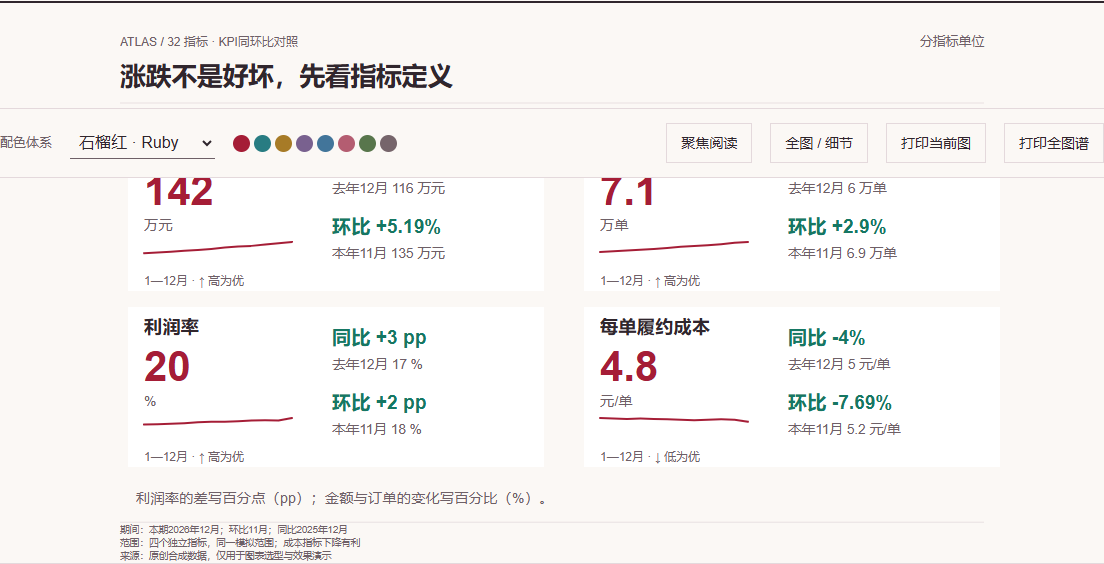 ATLAS / 32 指标 · KPI同环比对照
分指标单位
涨跌不是好坏，先看指标定义
配色体系
石榴红 · Ruby
聚焦阅读
全图 / 细节
打印当前图
打印全图谱
142
万元
1—12月 · ↑ 高为优
去年12月 116 万元
环比 +5.19%
本年11月 135 万元
7.1
万单
1—12月 · ↑ 高为优
去年12月 6 万单
环比 +2.9%
本年11月 6.9 万单
利润率
20
%
1—12月 · ↑ 高为优
同比 +3 pp
去年12月 17 %
环比 +2 pp
本年11月 18 %
每单履约成本
4.8
元/单
1—12月 · ↓ 低为优
同比 -4%
去年12月 5 元/单
环比 -7.69%
本年11月 5.2 元/单
利润率的差写百分点（pp）；金额与订单的变化写百分比（%）。
期间：本期2026年12月；环比11月；同比2025年12月
范围：四个独立指标，同一模拟范围；成本指标下降有利
来源：原创合成数据，仅用于图表选型与效果演示